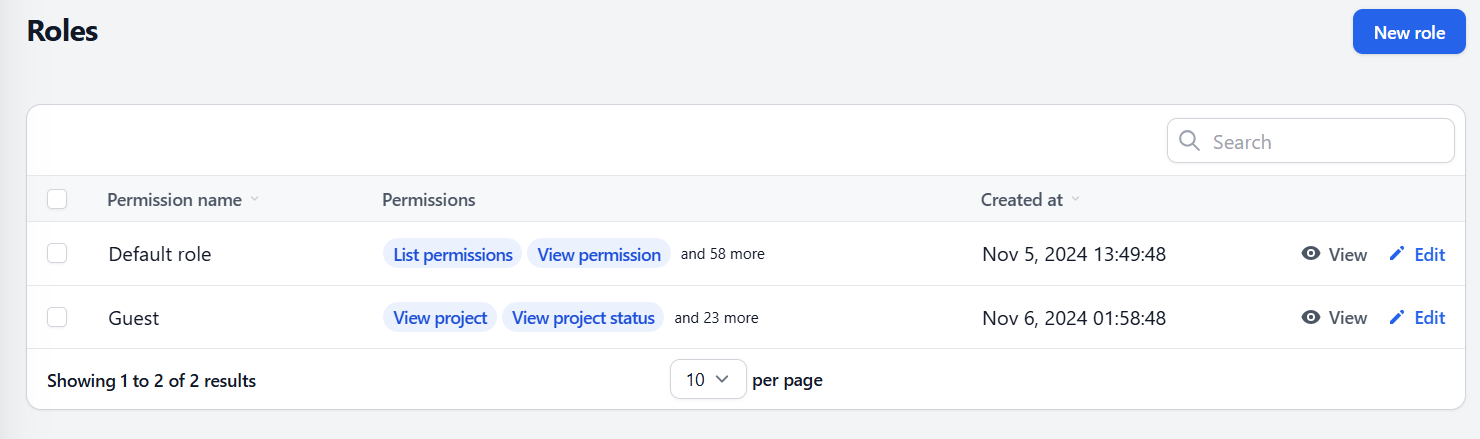 Roles
New role
Search
Permission name Permissions Created at
Default role List permissions View permission and 58 more Nov 5, 2024 13:49:48 View Edit
Guest View project View project status and 23 more Nov 6, 2024 01:58:48 View Edit
Showing 1 to 2 of 2 results 10 per page